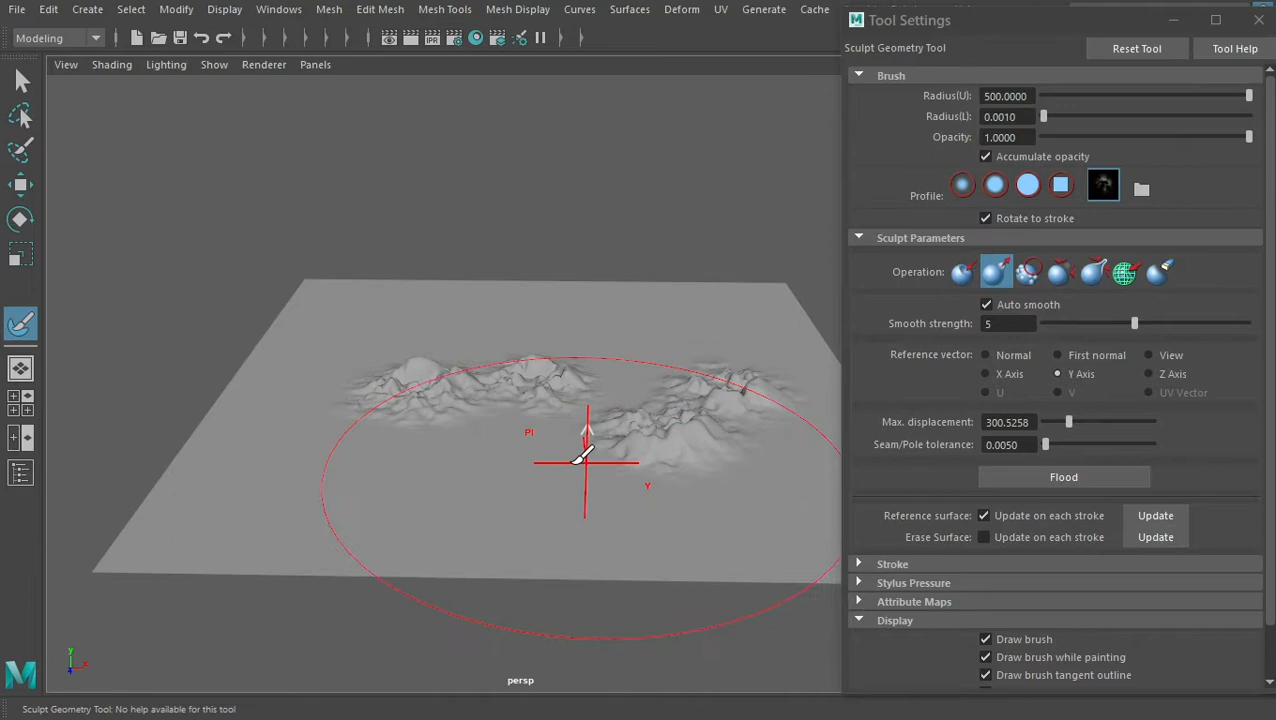 File Edit Create Select Modify Display Windows Mesh Edit Mesh Mesh Tools Mesh Display Curves Surfaces Deform UV Generate Cache
Tool Settings
Modeling
IPR
Sculpt Geometry Tool
Reset Tool
Tool Help
View Shading Lighting Show Renderer Panels
Brush
Radius(U): 500.0000
Radius(L): 0.0010
Opacity: 1.0000
Accumulate opacity
Profile:
Rotate to stroke
Sculpt Parameters
Operation:
Auto smooth
Smooth strength: 5
Reference vector: Normal First normal View
X Axis Y Axis Z Axis
U V UV Vector
Max. displacement: 300.5258
Pl
Seam/Pole tolerance: 0.0050
Flood
Y
Reference surface: Update on each stroke Update
Erase Surface: Update on each stroke Update
Stroke
Stylus Pressure
Attribute Maps
Display
Draw brush
Draw brush while painting
Draw brush tangent outline
y
x
persp
Sculpt Geometry Tool: No help available for this tool